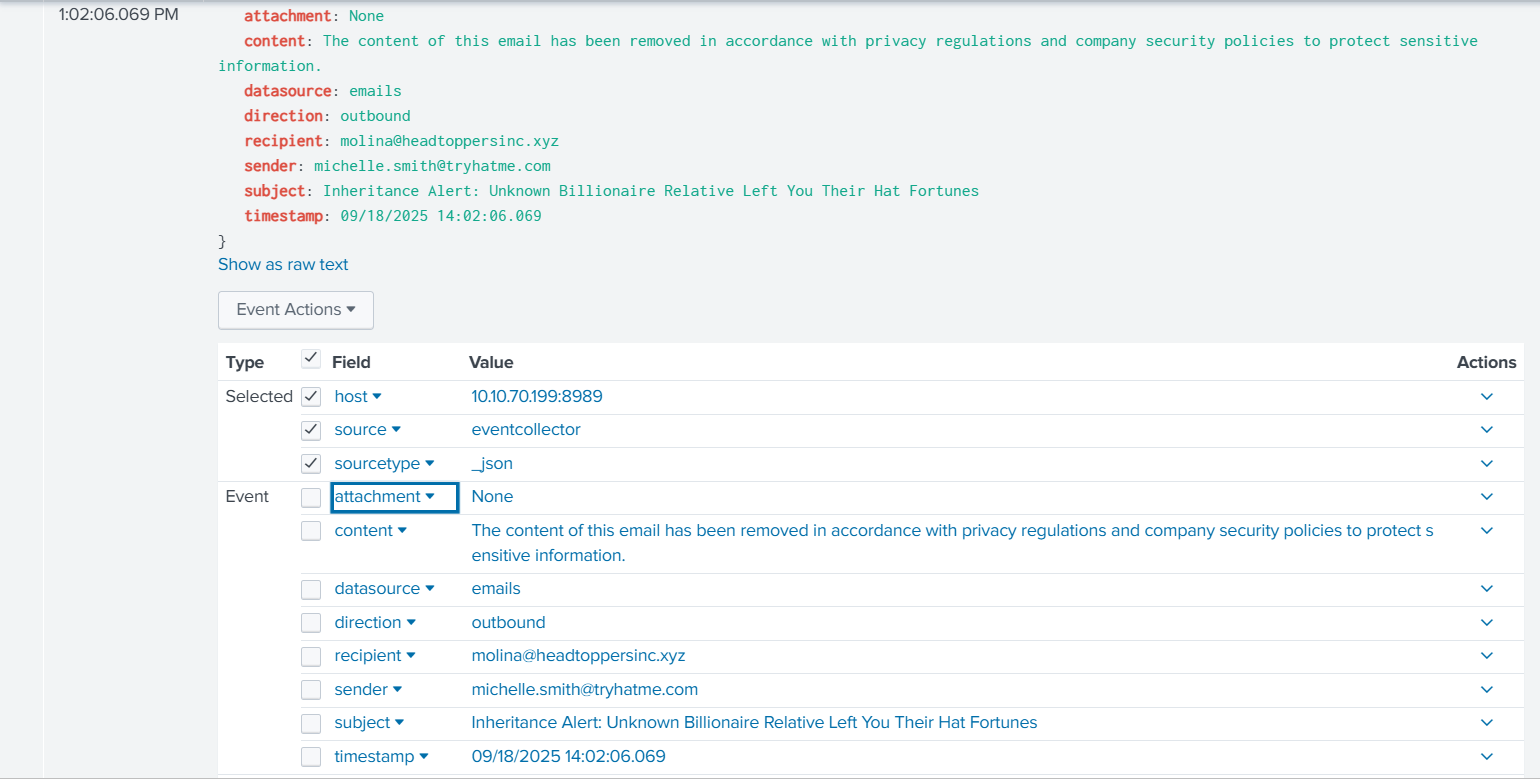 1:02:06.069 PM
attachment: None
content: The content of this email has been removed in accordance with privacy regulations and company security policies to protect sensitive
information.
datasource: emails
direction: outbound
recipient: molina@headtoppersinc.xyz
sender: michelle.smith@tryhatme.com
subject: Inheritance Alert: Unknown Billionaire Relative Left You Their Hat Fortunes
timestamp: 09/18/2025 14:02:06.069
}
Show as raw text
Event Actions
Type Field Value Actions
Selected host 10.10.70.199:8989
source eventcollector
sourcetype _json
Event attachment None
content The content of this email has been removed in accordance with privacy regulations and company security policies to protect s
ensitive information.
datasource emails
direction outbound
recipient molina@headtoppersinc.xyz
sender michelle.smith@tryhatme.com
subject Inheritance Alert: Unknown Billionaire Relative Left You Their Hat Fortunes
timestamp 09/18/2025 14:02:06.069